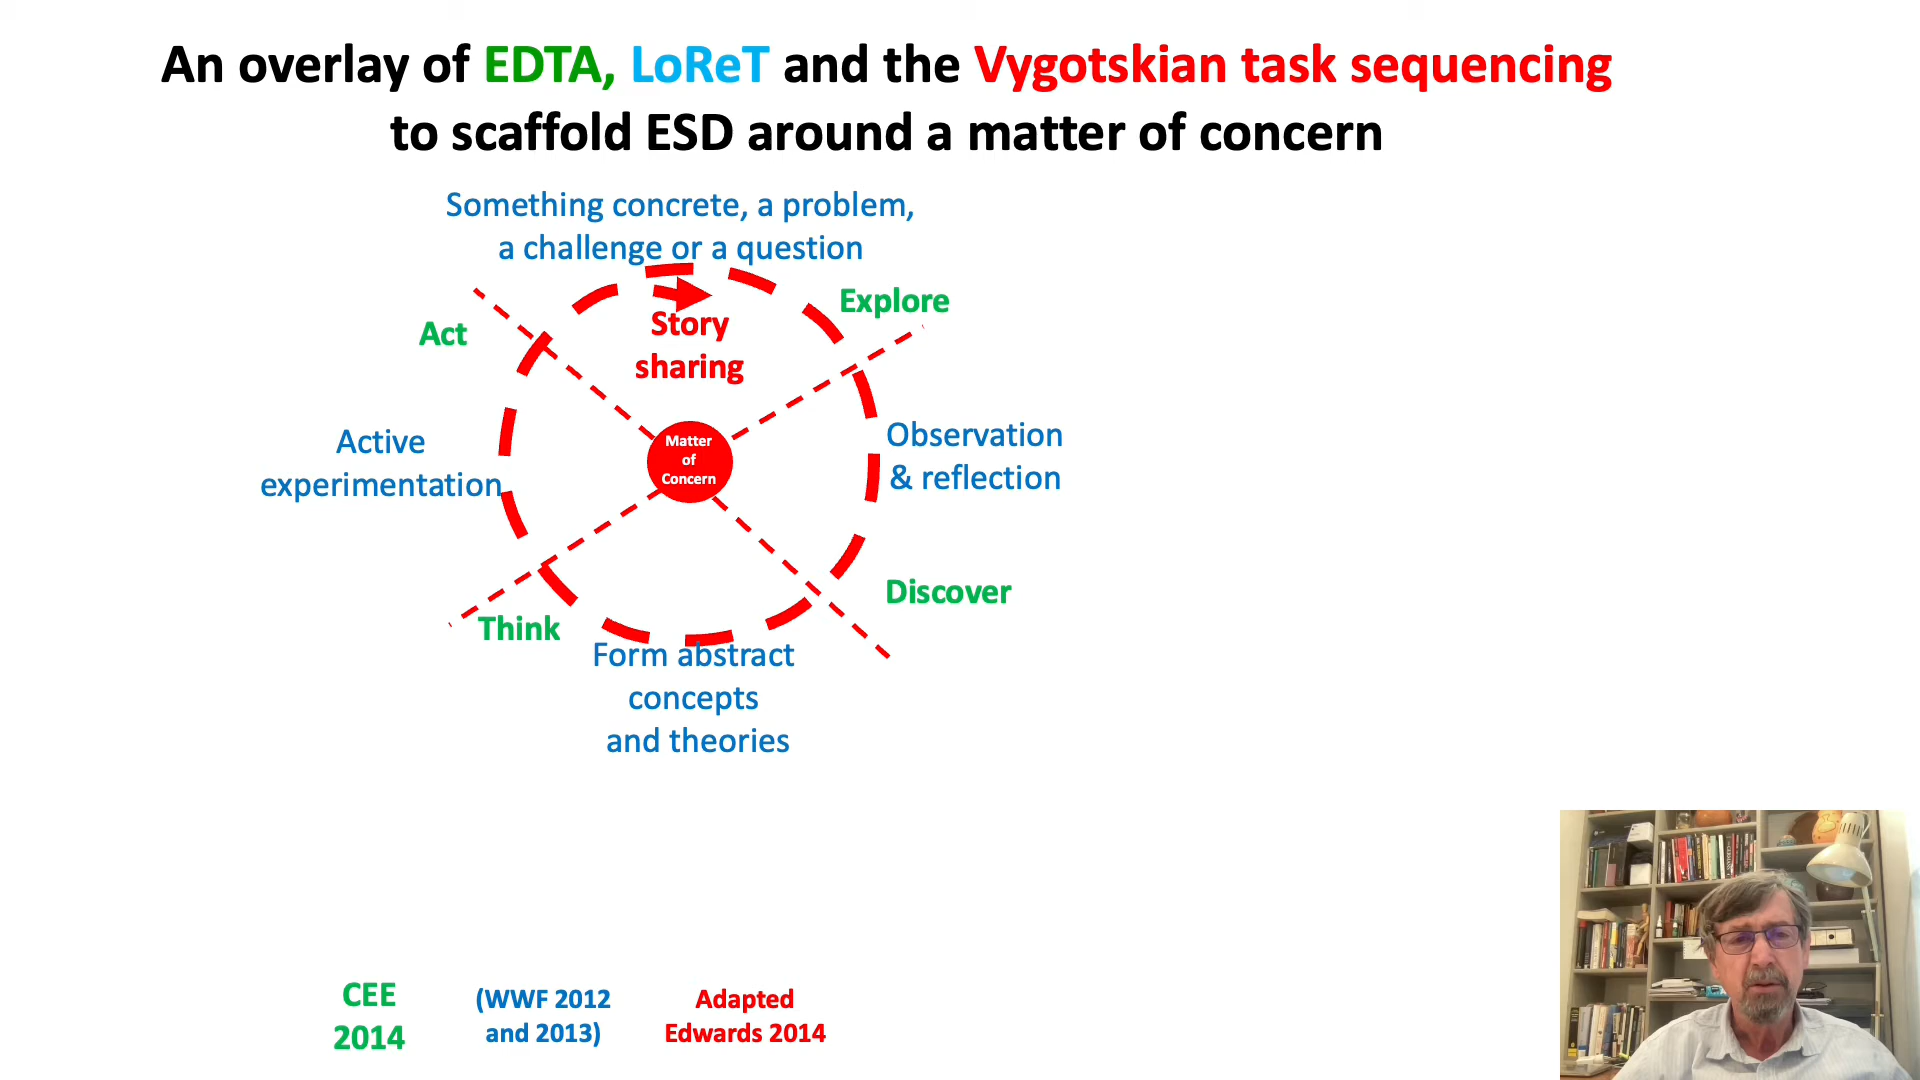 An overlay of EDTA, LoReT and the Vygotskian task sequencing
to scaffold ESD around a matter of concern
Something concrete, a problem,
a challenge or a question
Explore
Act
Story
sharing
Matter
of
Concern
Observation
& reflection
Active
experimentation
Discover
Think
Form abstract
concepts
and theories
CEE
2014
(WWF 2012
and 2013)
Adapted
Edwards 2014